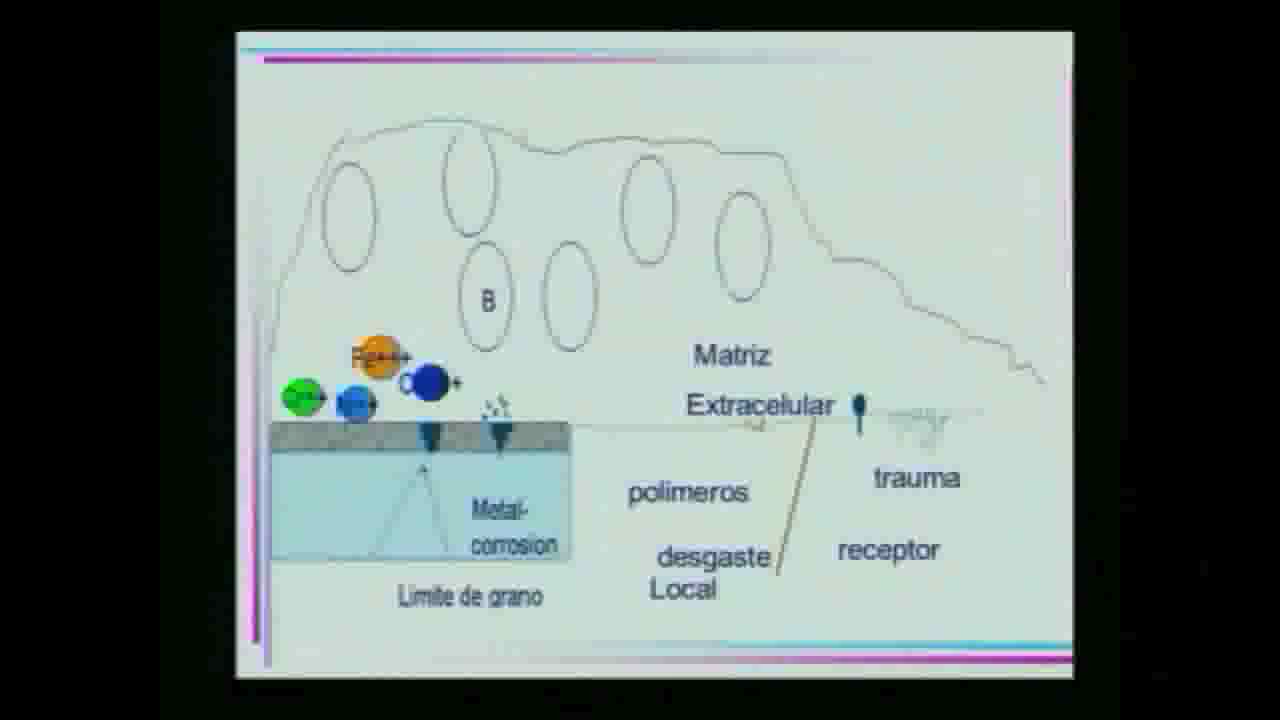 B
Matriz
Extracelular
trauma
polimeros
Metal-
corrosion
desgaste
receptor
Local
Limite de grano